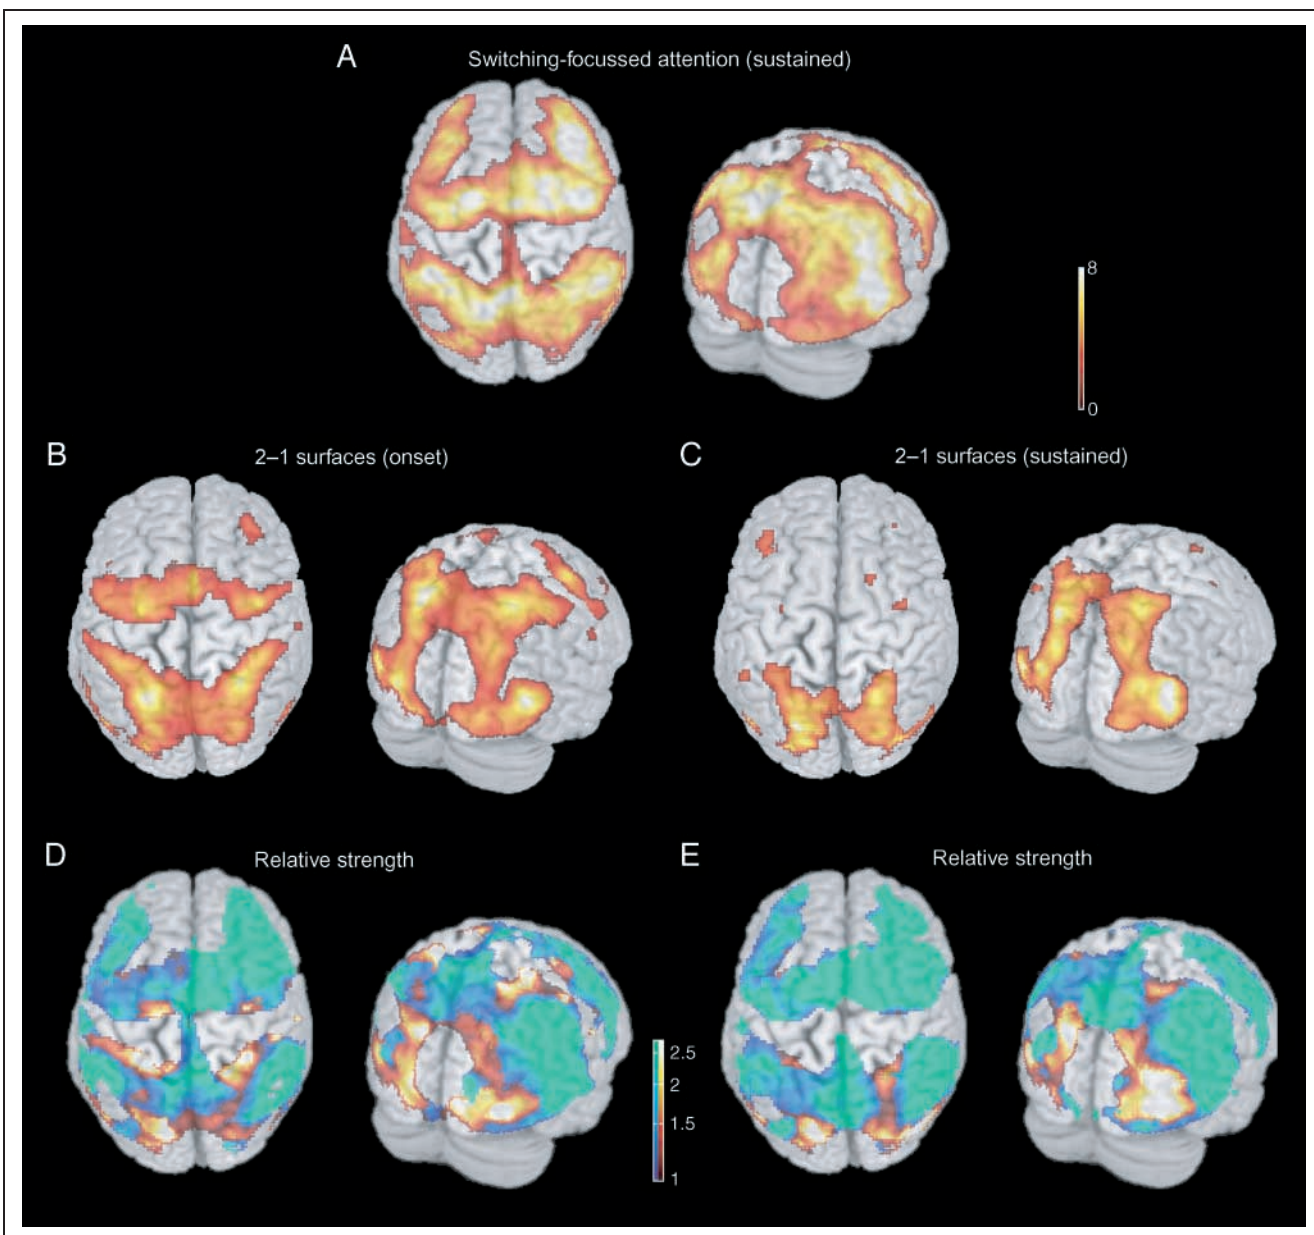 A Switching-focussed attention (sustained)
8
0
B 2–1 surfaces (onset)
C 2–1 surfaces (sustained)
D Relative strength
E Relative strength
2.5
2
1.5
1